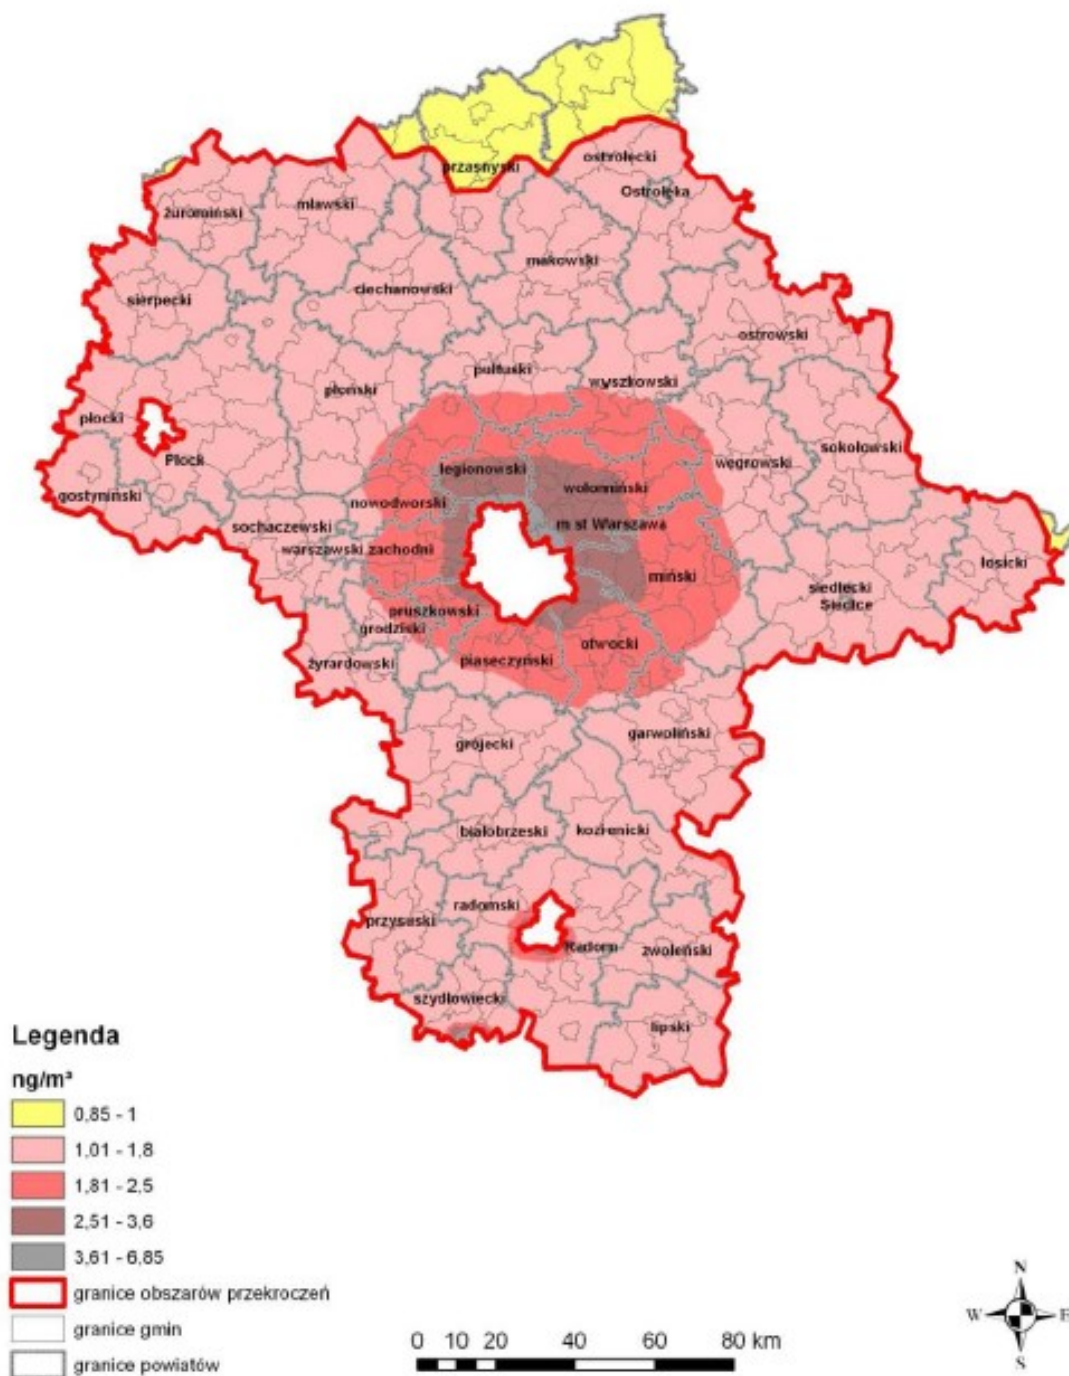 przasnyski
ostrołęcki
Ostrołęka
żuromiński
mławski
makowski
ciechanowski
sierpecki
ostrowski
pułtuski
wyszkowski
płoński
płocki
Płock
sokołowski
węgrowski
legionowski
wołomiński
gostyniński
nowodworski
sochaczewski
m st Warszawa
warszawski zachodni
łosicki
miński
siedlecki
Siedlce
pruszkowski
grodziski
otwocki
piaseczyński
żyrardowski
garwoliński
grójecki
białobrzeski
kozienicki
radomski
przysuski
Radom
zwoleński
szydłowiecki
lipski
Legenda
ng/m³
0,85 - 1
1,01 - 1,8
1,81 - 2,5
2,51 - 3,6
3,61 - 6,85
granice obszarów przekroczeń
granice gmin
granice powiatów
0 10 20 40 60 80 km
N
W E
S